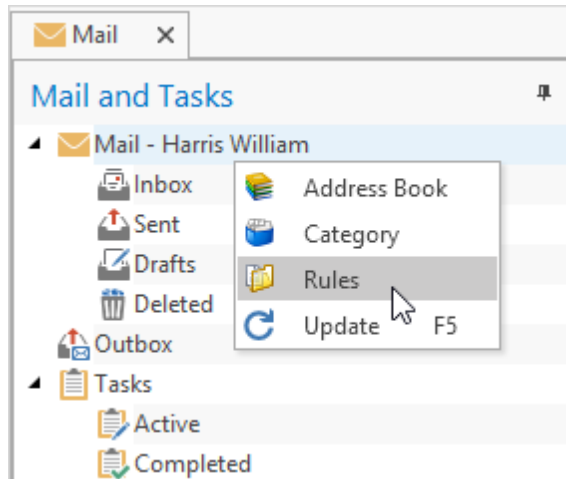 Mail
Mail and Tasks
Mail - Harris William
Inbox
Address Book
Sent
Category
Drafts
Rules
Deleted
Update F5
Outbox
Tasks
Active
Completed